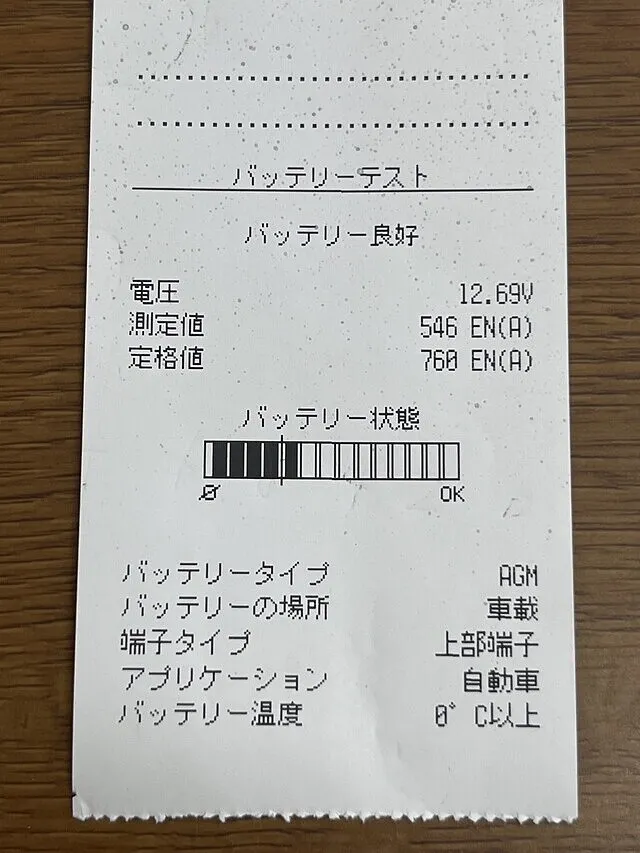 バッテリーテスト
バッテリー良好
電圧 12.69V
測定値 546 EN(A)
定格値 760 EN(A)
バッテリー状態
0 OK
バッテリータイプ AGM
バッテリーの場所 車載
端子タイプ 上部端子
アプリケーション 自動車
バッテリー温度 0°C以上